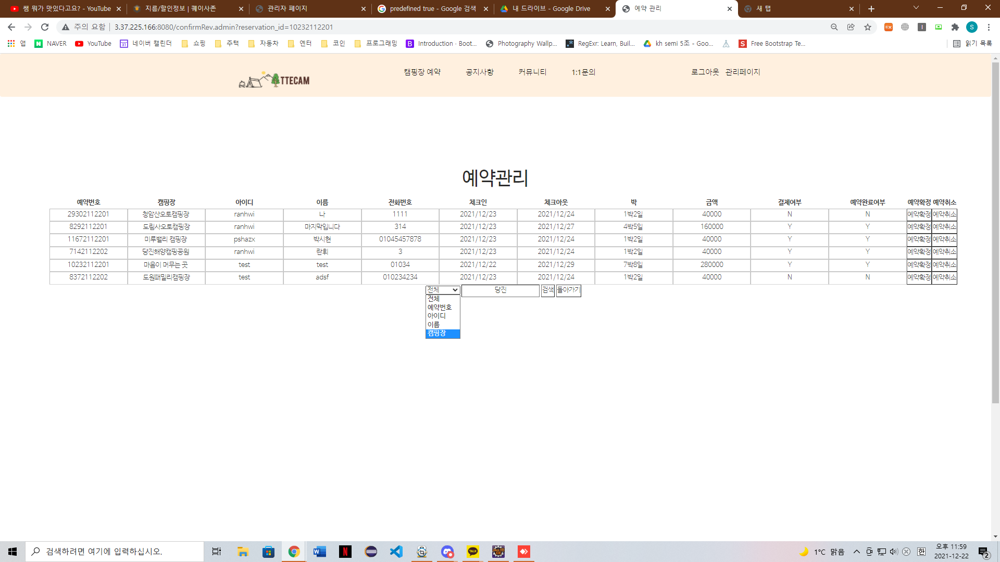 쌤 뭐가 맛있다고요? - YouTube
지름/할인정보 | 퀘이사존
관리자 페이지
predefined true - Google 검색
내 드라이브 - Google Drive
예약 관리
새 탭
주의 요함
3.37.225.166:8080/confirmRev.admin?reservation_id=10232112201
앱 NAVER YouTube 네이버 캘린더 쇼핑 주택 자동차 엔터 코인 프로그래밍 Introduction · Boot... Photography Wallp... RegExr: Learn, Buil... kh semi 5조 - Goo... Free Bootstrap Te... 읽기 목록
TTECAM
캠핑장 예약 공지사항 커뮤니티 1:1문의 로그아웃 관리페이지
예약관리
예약번호 캠핑장 아이디 이름 전화번호 체크인 체크아웃 박 금액 결제여부 예약완료여부 예약확정 예약취소
29302112201 청암산오토캠핑장 ranhwi 나 1111 2021/12/23 2021/12/24 1박2일 40000 N N 예약확정 예약취소
8292112201 도림사오토캠핑장 ranhwi 마지막입니다 314 2021/12/23 2021/12/27 4박5일 160000 Y Y 예약확정 예약취소
11672112201 미루밸리 캠핑장 pshazx 박시현 01045457878 2021/12/23 2021/12/24 1박2일 40000 Y Y 예약확정 예약취소
7142112202 당진해양캠핑공원 ranhwi 란휘 3 2021/12/23 2021/12/24 1박2일 40000 Y Y 예약확정 예약취소
10232112201 마음이 머무는 곳 test test 01034 2021/12/22 2021/12/29 7박8일 280000 Y Y 예약확정 예약취소
8372112202 도원패밀리캠핑장 test adsf 010234234 2021/12/23 2021/12/24 1박2일 40000 N N 예약확정 예약취소
전체 당진 검색 돌아가기
전체
예약번호
아이디
이름
캠핑장
검색하려면 여기에 입력하십시오.
1°C 맑음
한
오후 11:59
2021-12-22
2